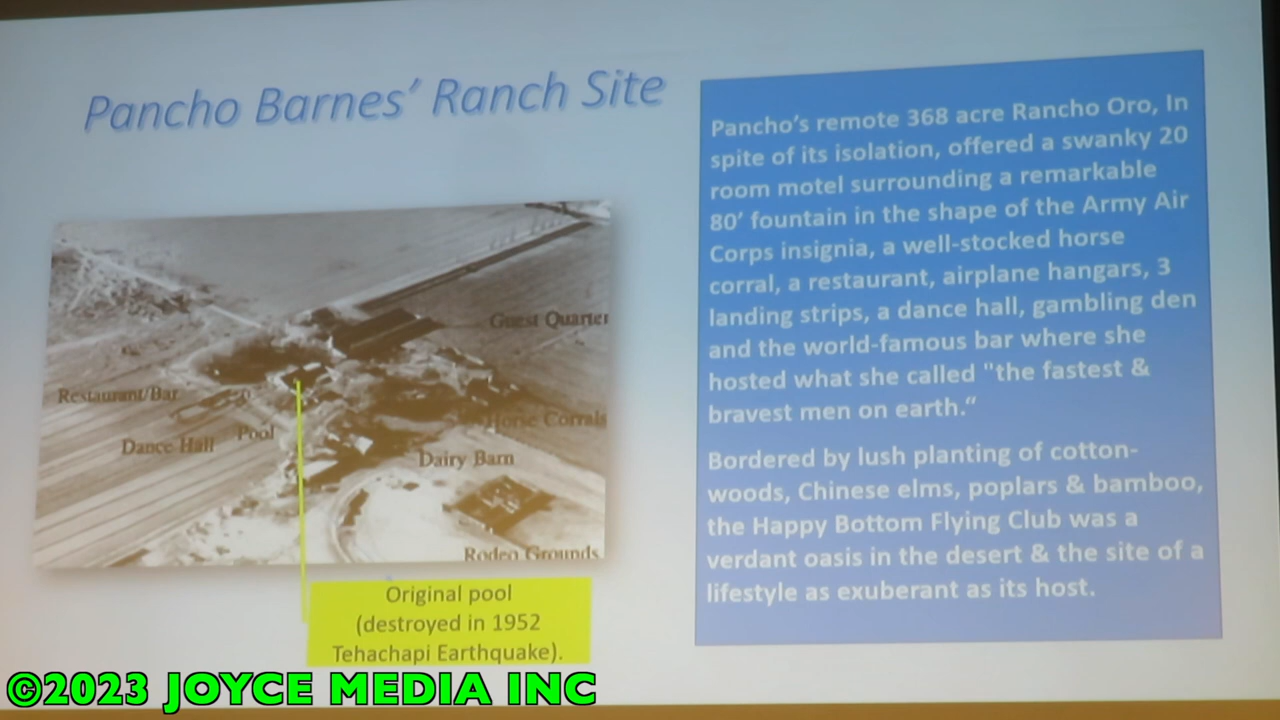 Pancho Barnes' Ranch Site
Guest Quarter
Restaurant/Bar
Pool
Dance Hall
Horse Corrals
Dairy Barn
Rodeo Grounds
Original pool
(destroyed in 1952
Tehachapi Earthquake).
Pancho's remote 368 acre Rancho Oro, In
spite of its isolation, offered a swanky 20
room motel surrounding a remarkable
80' fountain in the shape of the Army Air
Corps insignia, a well-stocked horse
corral, a restaurant, airplane hangars, 3
landing strips, a dance hall, gambling den
and the world-famous bar where she
hosted what she called "the fastest &
bravest men on earth."
Bordered by lush planting of cotton-
woods, Chinese elms, poplars & bamboo,
the Happy Bottom Flying Club was a
verdant oasis in the desert & the site of a
lifestyle as exuberant as its host.
©2023 JOYCE MEDIA INC